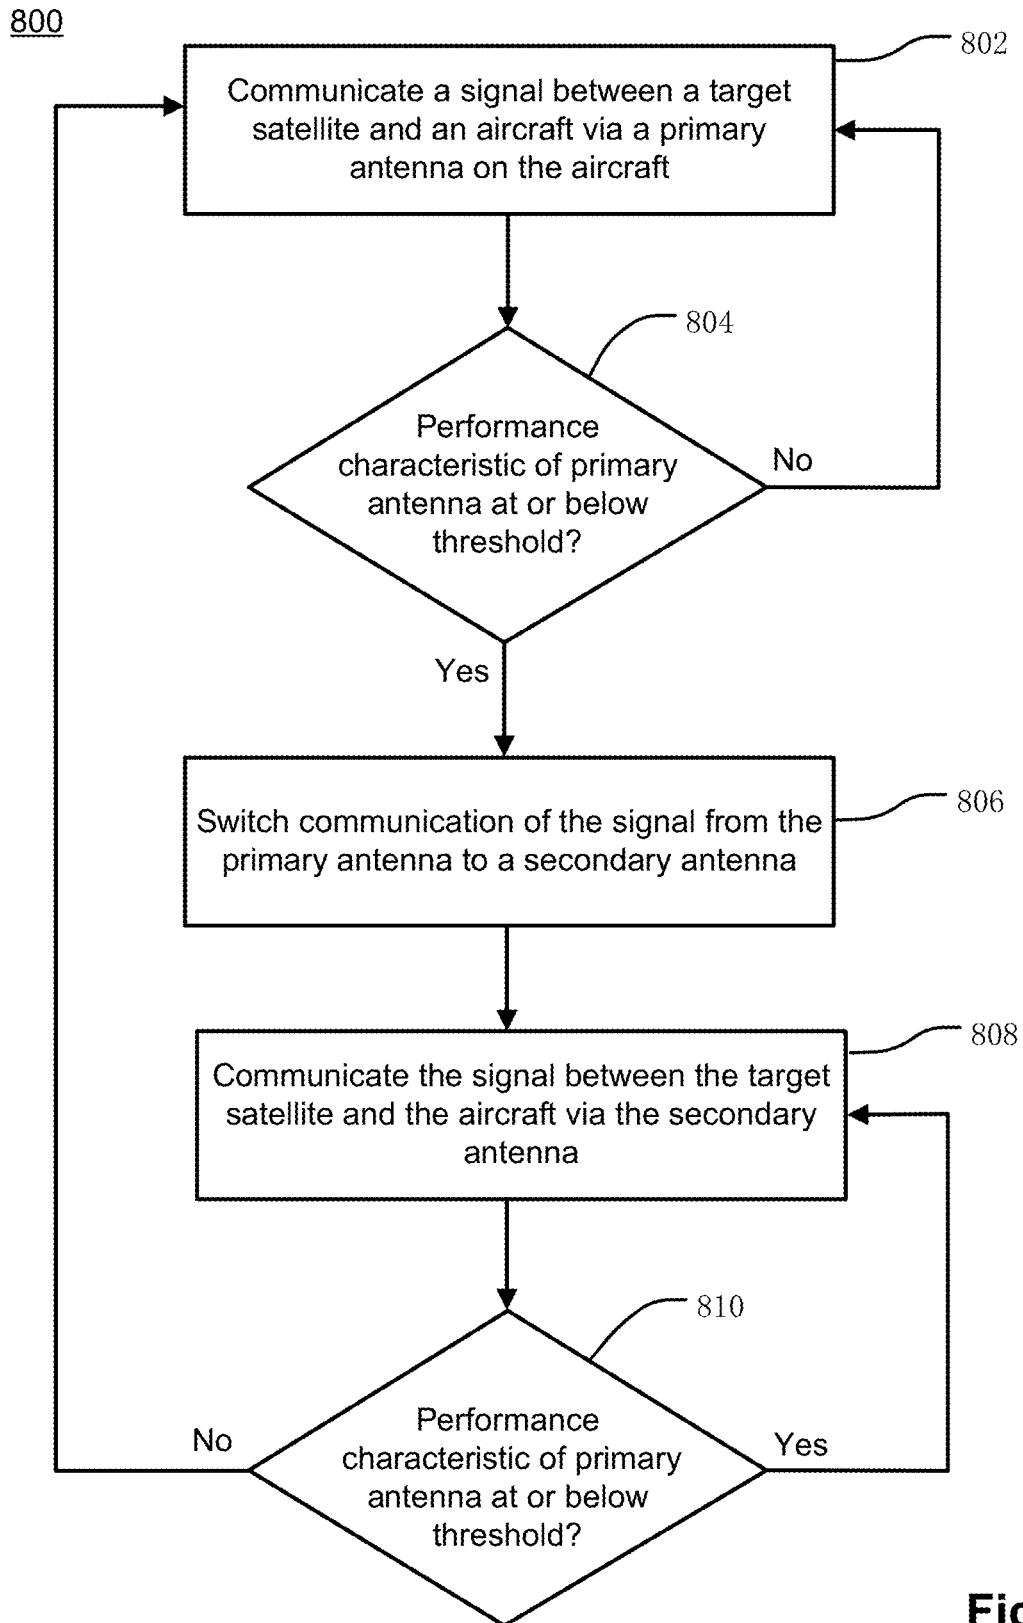 800
802
Communicate a signal between a target
satellite and an aircraft via a primary
antenna on the aircraft
804
Performance
characteristic of primary
antenna at or below
threshold?
No
Yes
806
Switch communication of the signal from the
primary antenna to a secondary antenna
808
Communicate the signal between the target
satellite and the aircraft via the secondary
antenna
810
Performance
characteristic of primary
antenna at or below
threshold?
No
Yes